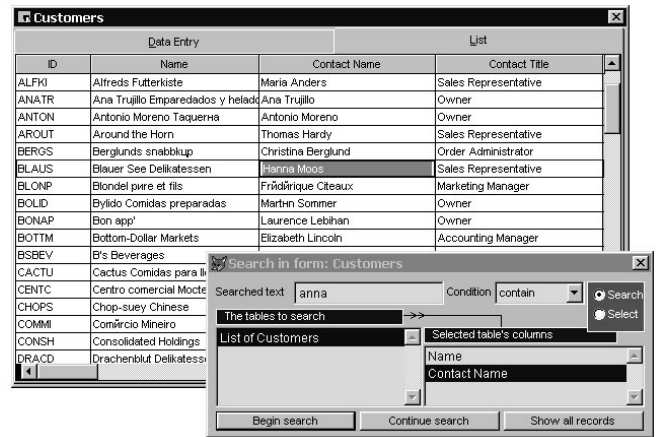 Customers
Data Entry List
ID Name Contact Name Contact Title
ALFKI Alfreds Futterkiste Maria Anders Sales Representative
ANATR Ana Trujillo Emparedados y helado Ana Trujillo Owner
ANTON Antonio Moreno Taquerнa Antonio Moreno Owner
AROUT Around the Horn Thomas Hardy Sales Representative
BERGS Berglunds snabbkцp Christina Berglund Order Administrator
BLAUS Blauer See Delikatessen Hanna Moos Sales Representative
BLONP Blondel pиre et fils Frйdйrique Citeaux Marketing Manager
BOLID Bylido Comidas preparadas Martнn Sommer Owner
BONAP Bon app' Laurence Lebihan Owner
BOTTM Bottom-Dollar Markets Elizabeth Lincoln Accounting Manager
BSBEV B's Beverages
CACTU Cactus Comidas para
CENTC Centro comercial Mocte
CHOPS Chop-suey Chinese
COMMI Comйrcio Mineiro
CONSH Consolidated Holdings
DRACD Drachenblut Delikatess
Search in form: Customers
Searched text anna Condition contain Search
Select
The tables to search >> Selected table's columns
List of Customers Name
Contact Name
Begin search Continue search Show all records